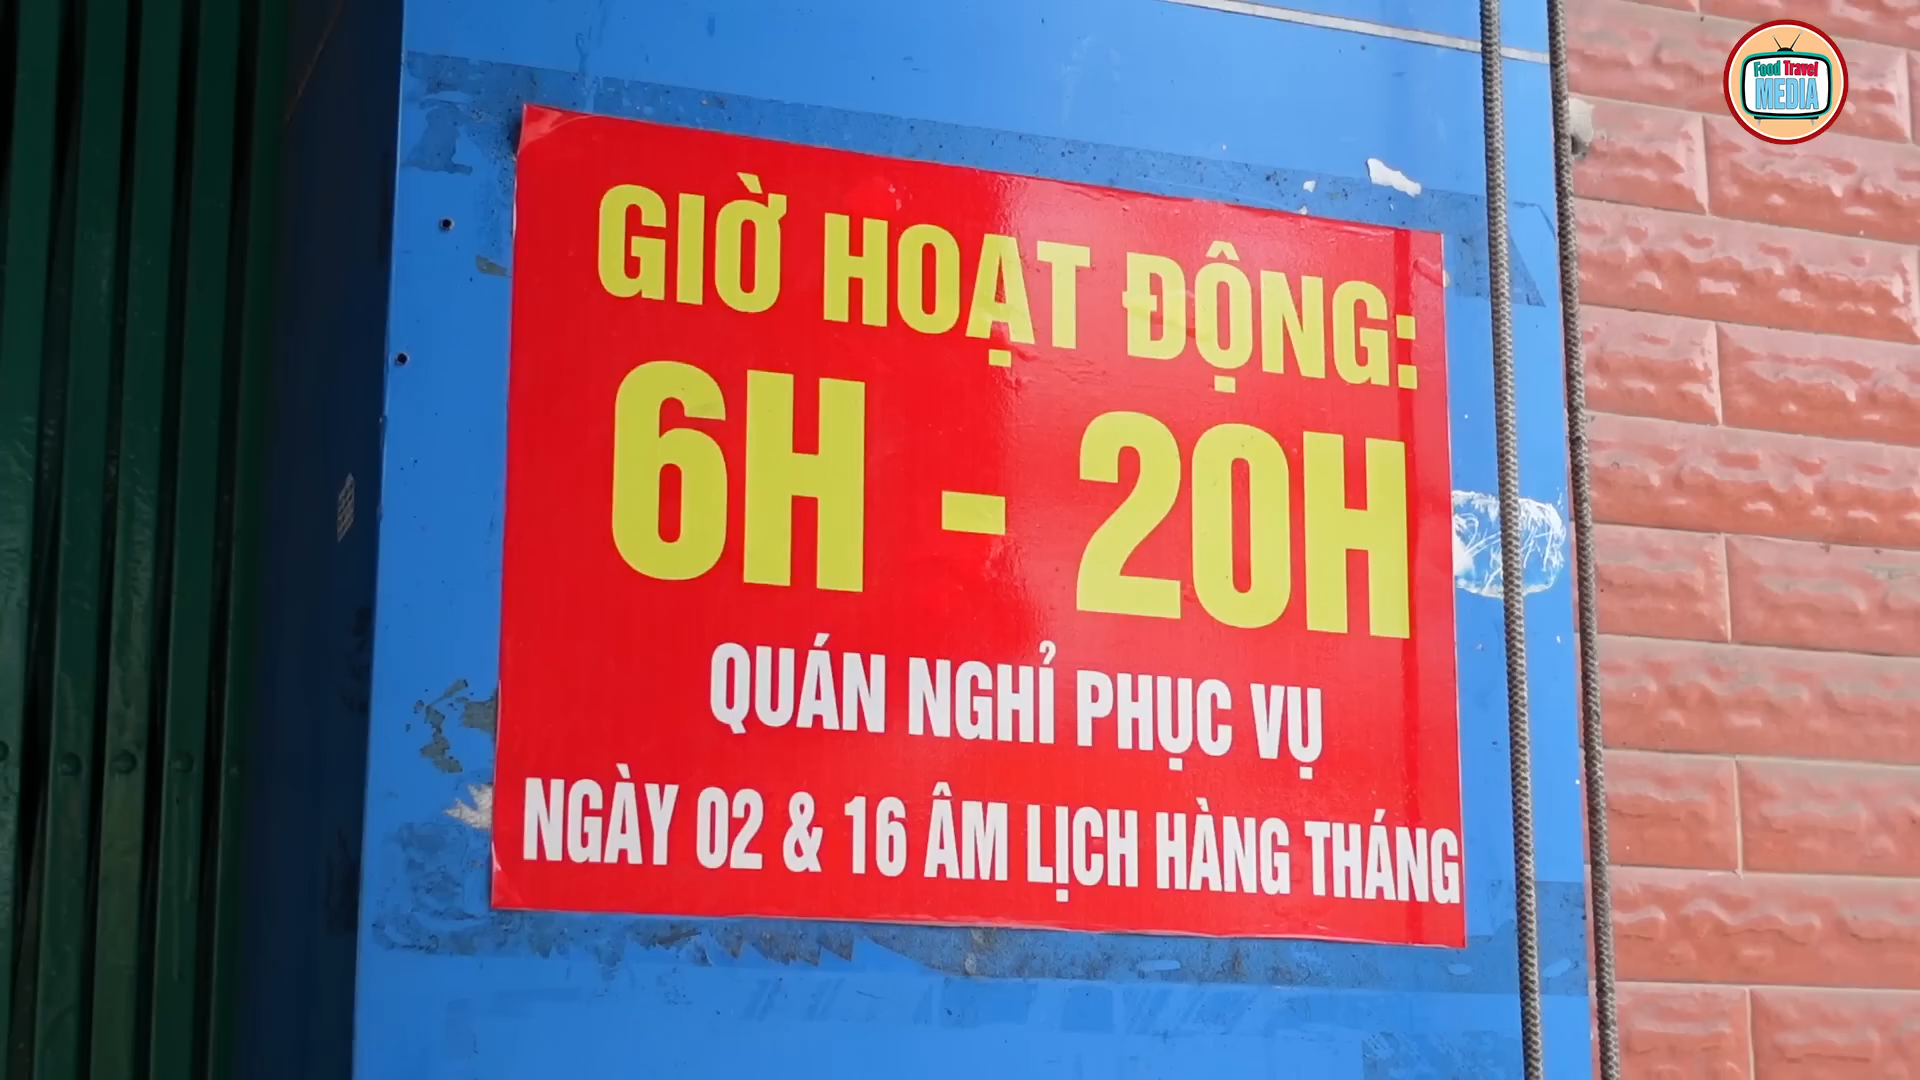 Food Travel
MEDIA
GIỜ HOẠT ĐỘNG:
6H - 20H
QUÁN NGHỈ PHỤC VỤ
NGÀY 02 & 16 ÂM LỊCH HÀNG THÁNG